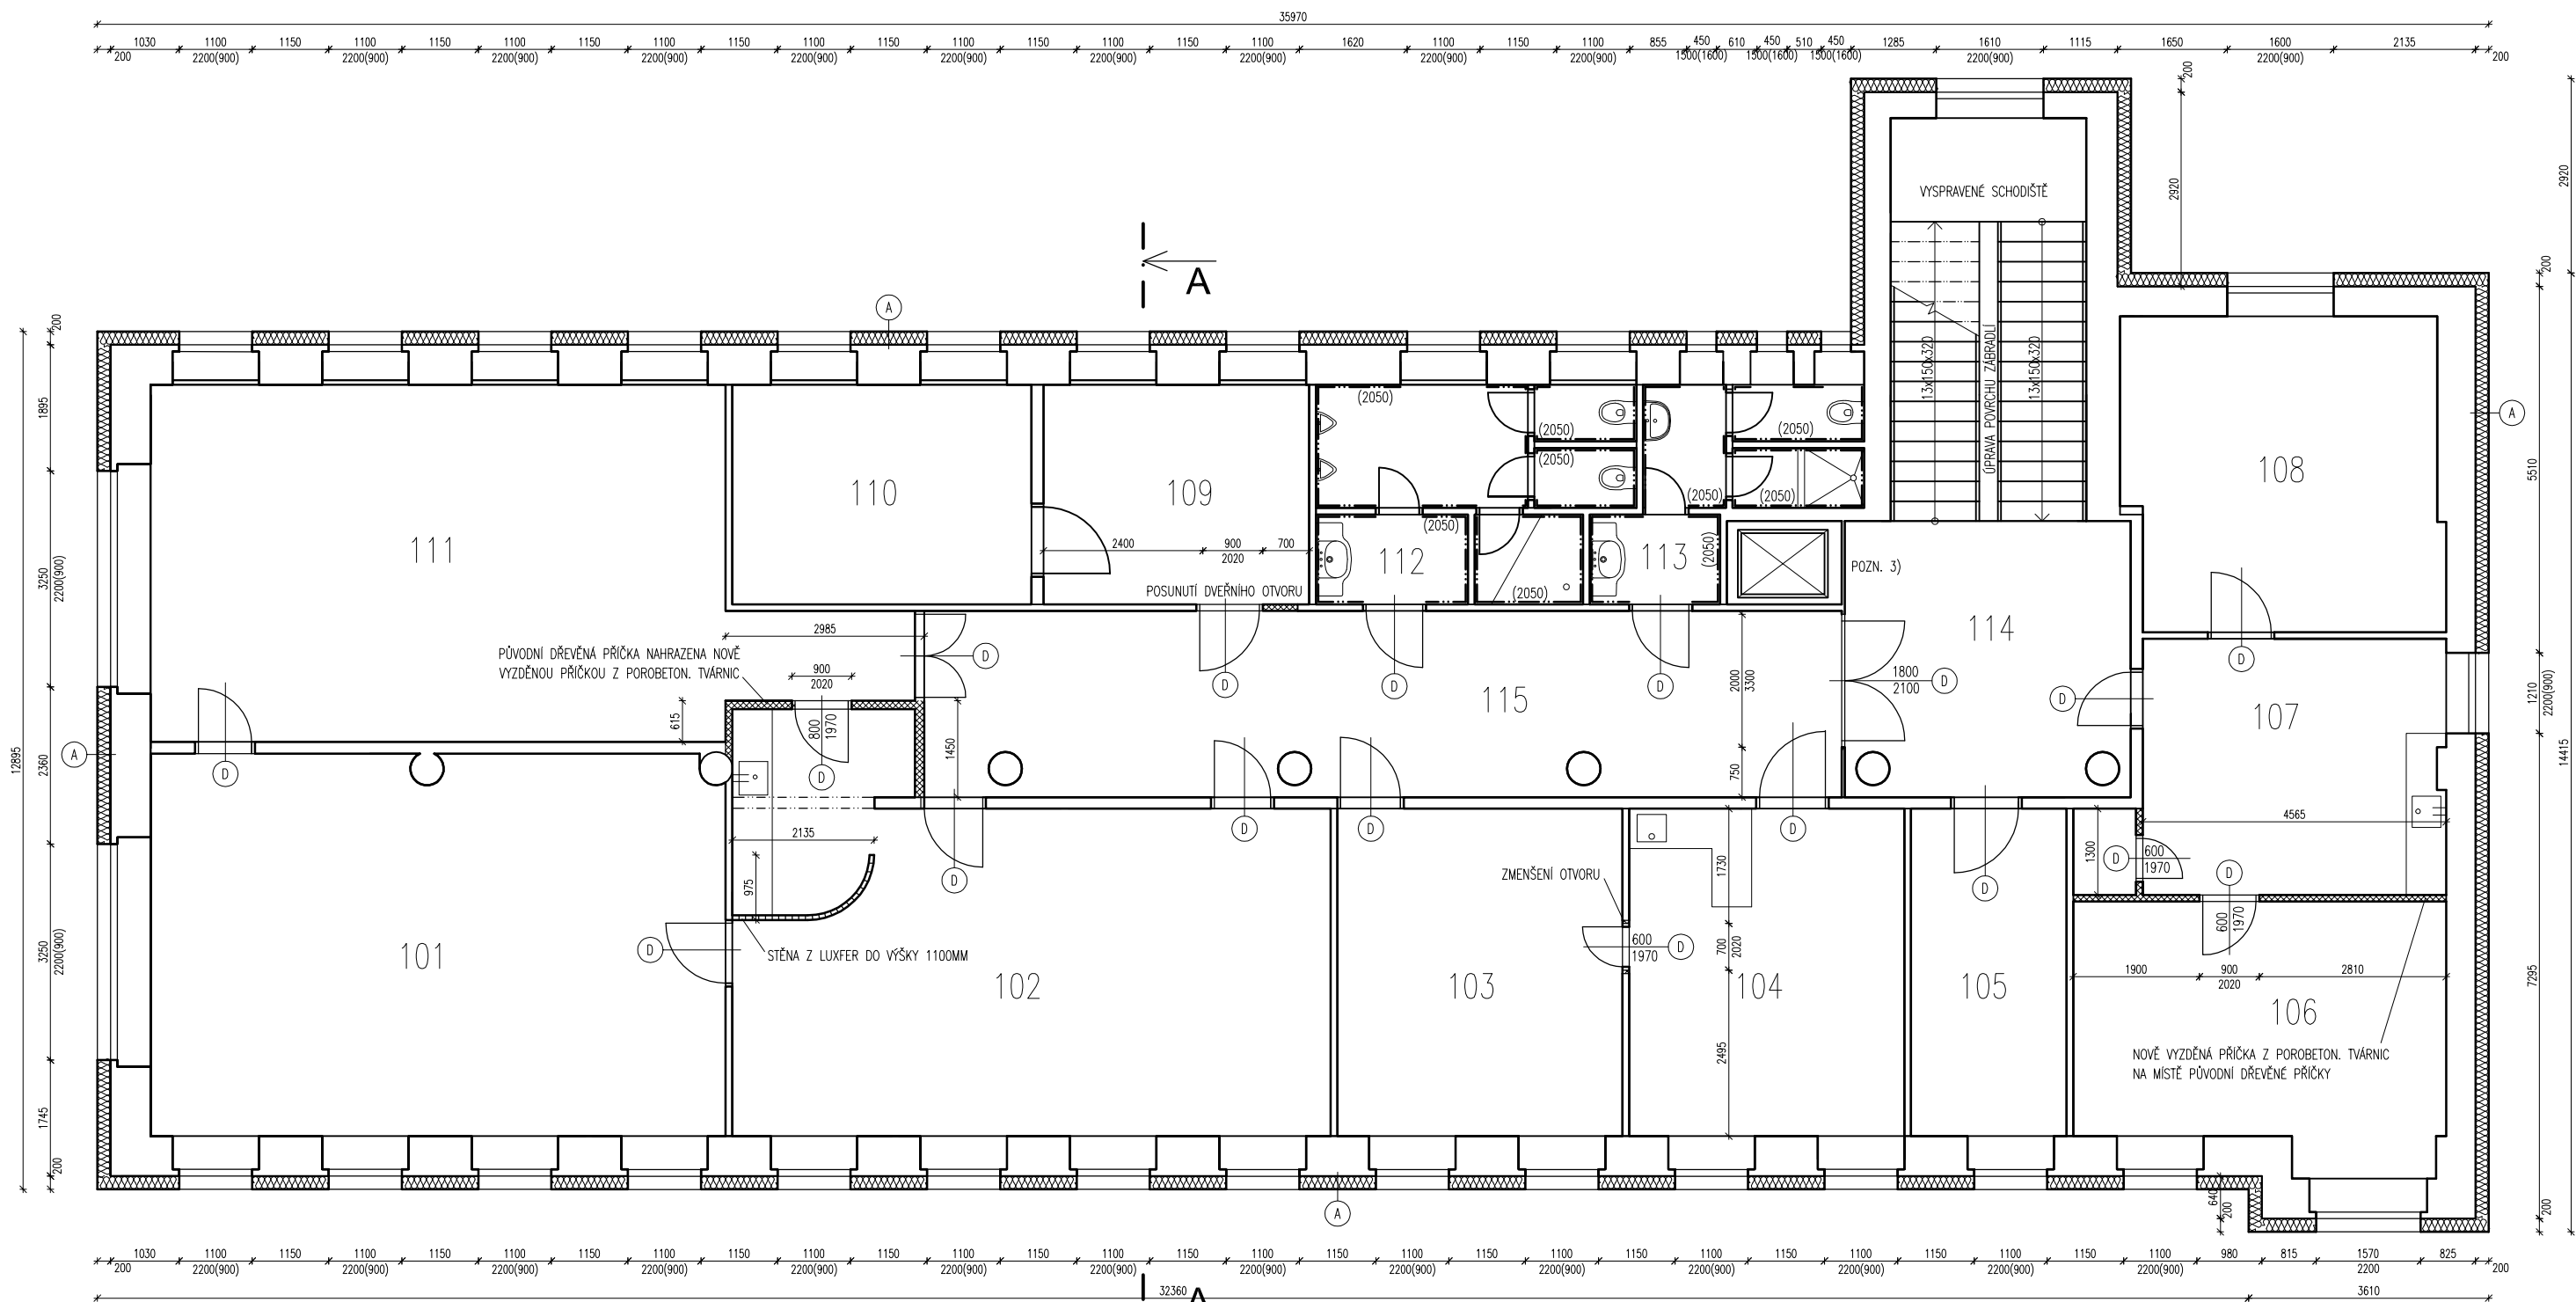 35970
1030 1100 1150 1100 1150 1100 1150 1100 1150 1100 1150 1100 1150 1100 1150 1100 1620 1100 1150 1100 855 450 610 450 510 450 1285 1610 1115 1650 1600 2135
200 2200(900) 2200(900) 2200(900) 2200(900) 2200(900) 2200(900) 2200(900) 2200(900) 2200(900) 2200(900) 1500(1600) 1500(1600) 1500(1600) 2200(900) 2200(900) 200
200
2920
2920
VYSPRAVENÉ SCHODIŠTĚ
A
A
200
200
13x150x320
ÚPRAVA POVRCHU ZÁBRADLÍ
13x150x320
1895
(2050)
(2050)
(2050)
(2050)
(2050)
(2050)
(2050)
(2050)
(2050)
A
5510
108
110
109
111
112
113
2400 900 700
2020
POSUNUTÍ DVEŘNÍHO OTVORU
POZN. 3)
3250
2200(900)
114
2985
D
PŮVODNÍ DŘEVĚNÁ PŘÍČKA NAHRAZENA NOVĚ
VYZDĚNOU PŘÍČKOU Z POROBETON. TVÁRNIC
900
2020
D
D
D
1800
2100
D
D
D
2000
3300
115
107
1210
2200(900)
615
800
1970
1450
750
12895
2360
A
D
D
14415
(2050)
2135
D
D
D
D
4565
975
D
1730
1300
D
600
1970
D
D
ZMENŠENÍ OTVORU
600
1970
101
D
STĚNA Z LUXFER DO VÝŠKY 1100MM
102
103
600
1970
D
700
2020
104
105
1900 900 2810
2020
106
3250
2200(900)
7295
2495
NOVĚ VYZDĚNÁ PŘÍČKA Z POROBETON. TVÁRNIC
NA MÍSTĚ PŮVODNÍ DŘEVĚNÉ PŘÍČKY
1745
200
A
640
200
200
1030 1100 1150 1100 1150 1100 1150 1100 1150 1100 1150 1100 1150 1100 1150 1100 1150 1100 1150 1100 1150 1100 1150 1100 1150 1100 1150 1100 980 815 1570 825
200 2200(900) 2200(900) 2200(900) 2200(900) 2200(900) 2200(900) 2200(900) 2200(900) 2200(900) 2200(900) 2200(900) 2200(900) 2200(900) 2200(900) 2200 200
32360 A 3610